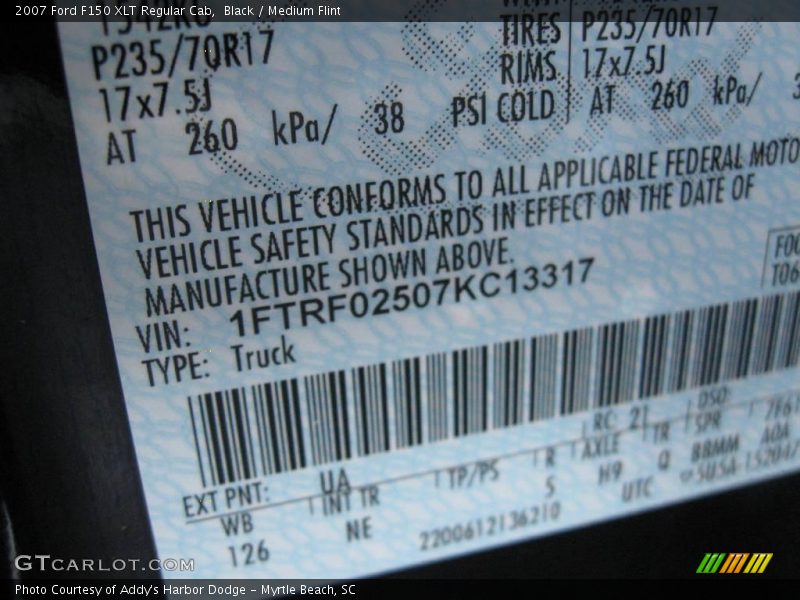 2007 Ford F150 XLT Regular Cab, Black / Medium Flint
TIRES P235/70R17
P235/70R17 RIMS 17x7.5J
17x7.5J PSI COLD AT 260 kPa/
AT 260 kPa/ 38
THIS VEHICLE CONFORMS TO ALL APPLICABLE FEDERAL MOTO
VEHICLE SAFETY STANDARDS IN EFFECT ON THE DATE OF
MANUFACTURE SHOWN ABOVE.
VIN: 1FTRF02507KC13317
TYPE: Truck
EXT PNT: UA RC: 21 DSO:
WB INT TR TP/PS R AXLE TR SPR
126 NE S H9 Q
2200612136210 UTC
GTCARLOT.COM
Photo Courtesy of Addy's Harbor Dodge – Myrtle Beach, SC